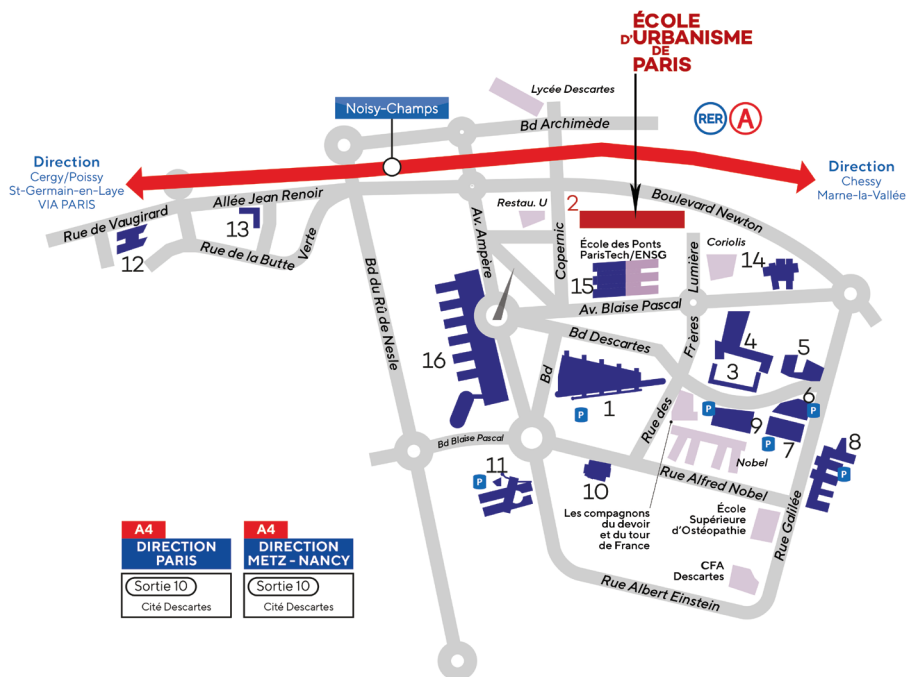 ÉCOLE
D'URBANISME
DE
PARIS
Lycée Descartes
Noisy-Champs
Bd Archimède
RER A
Direction
Cergy/Poissy
St-Germain-en-Laye
VIA PARIS
Direction
Chessy
Marne-la-Vallée
Allée Jean Renoir
Rue de Vaugirard
13
12
Rue de la Butte Verte
Restau. U
2
Boulevard Newton
Av. Ampère
Copernic
École des Ponts
ParisTech/ENSG
15
Lumière
Coriolis
14
Bd du Rû de Nesle
Av. Blaise Pascal
16
Bd Descartes
Frères
4
5
3
Bd
1
P
6
P
P
9
7
P
8
P
Rue des
Bd Blaise Pascal
11
P
10
Nobel
Rue Alfred Nobel
Rue Galilée
Les compagnons
du devoir
et du tour
de France
École
Supérieure
d'Ostéopathie
CFA
Descartes
Rue Albert Einstein
A4
DIRECTION
PARIS
Sortie 10
Cité Descartes
A4
DIRECTION
METZ - NANCY
Sortie 10
Cité Descartes